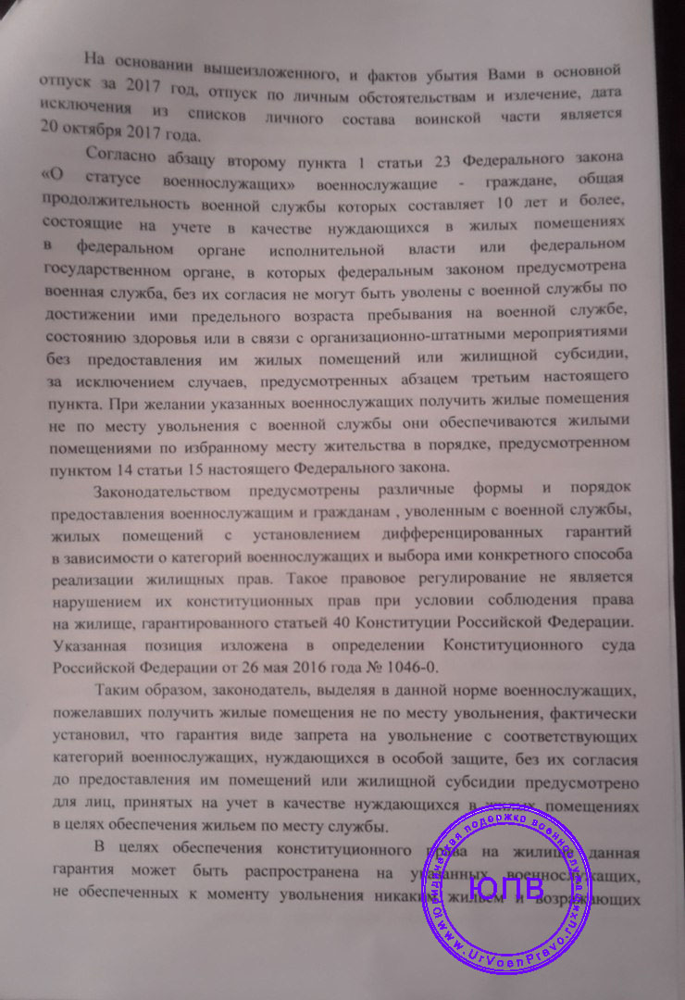 На основании вышеизложенного, и фактов убытия Вами в основной
отпуск за 2017 год, отпуск по личным обстоятельствам и излечение, дата
исключения из списков личного состава воинской части является
20 октября 2017 года.
Согласно абзацу второму пункта 1 статьи 23 Федерального закона
«О статусе военнослужащих» военнослужащие - граждане, общая
продолжительность военной службы которых составляет 10 лет и более,
состоящие на учете в качестве нуждающихся в жилых помещениях
в федеральном органе исполнительной власти или федеральном
государственном органе, в которых федеральным законом предусмотрена
военная служба, без их согласия не могут быть уволены с военной службы по
достижении ими предельного возраста пребывания на военной службе,
состоянию здоровья или в связи с организационно-штатными мероприятиями
без предоставления им жилых помещений или жилищной субсидии,
за исключением случаев, предусмотренных абзацем третьим настоящего
пункта. При желании указанных военнослужащих получить жилые помещения
не по месту увольнения с военной службы они обеспечиваются жилыми
помещениями по избранному месту жительства в порядке, предусмотренном
пунктом 14 статьи 15 настоящего Федерального закона.
Законодательством предусмотрены различные формы и порядок
предоставления военнослужащим и гражданам , уволенным с военной службы,
жилых помещений с установлением дифференцированных гарантий
в зависимости о категорий военнослужащих и выбора ими конкретного способа
реализации жилищных прав. Такое правовое регулирование не является
нарушением их конституционных прав при условии соблюдения права
на жилище, гарантированного статьей 40 Конституции Российской Федерации.
Указанная позиция изложена в определении Конституционного суда
Российской Федерации от 26 мая 2016 года № 1046-0.
Таким образом, законодатель, выделяя в данной норме военнослужащих,
пожелавших получить жилые помещения не по месту увольнения, фактически
установил, что гарантия виде запрета на увольнение с соответствующих
категорий военнослужащих, нуждающихся в особой защите, без их согласия
до предоставления им помещений или жилищной субсидии предусмотрено
для лиц, принятых на учет в качестве нуждающихся в жилых помещениях
в целях обеспечения жильем по месту службы.
В целях обеспечения конституционного права на жилище данная
гарантия может быть распространена на указанных военнослужащих,
не обеспеченных к моменту увольнения никаким жильем и возражающих
Юридическая подержка военнослужащих
ЮПВ
www.UrVoenPravo.ru